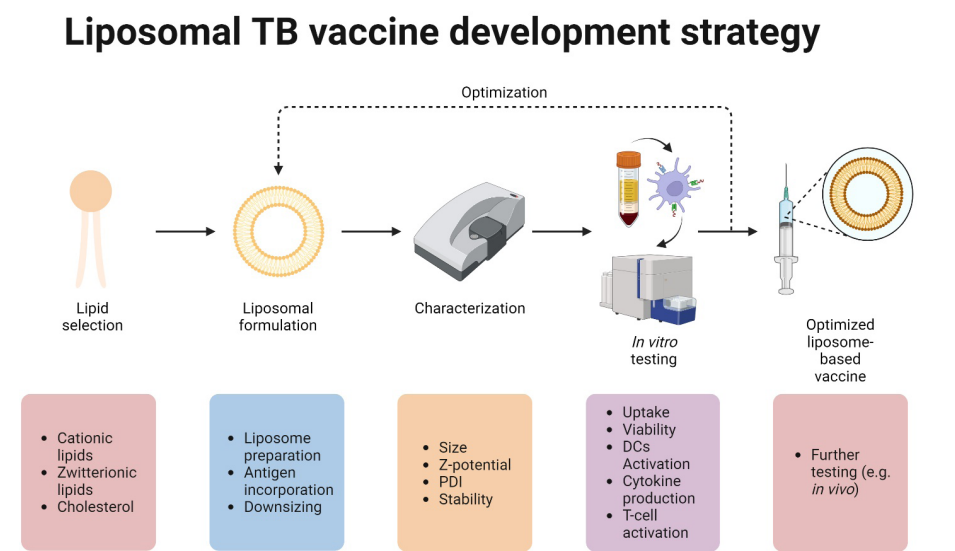 Liposomal TB vaccine development strategy
Optimization
Lipid
selection
Liposomal
formulation
Characterization
In vitro
testing
Optimized
liposome-
based
vaccine
• Cationic
lipids
• Zwitterionic
lipids
• Cholesterol
• Liposome
preparation
• Antigen
incorporation
• Downsizing
• Size
• Z-potential
• PDI
• Stability
• Uptake
• Viability
• DCs
Activation
• Cytokine
production
• T-cell
activation
• Further
testing (e.g.
in vivo)